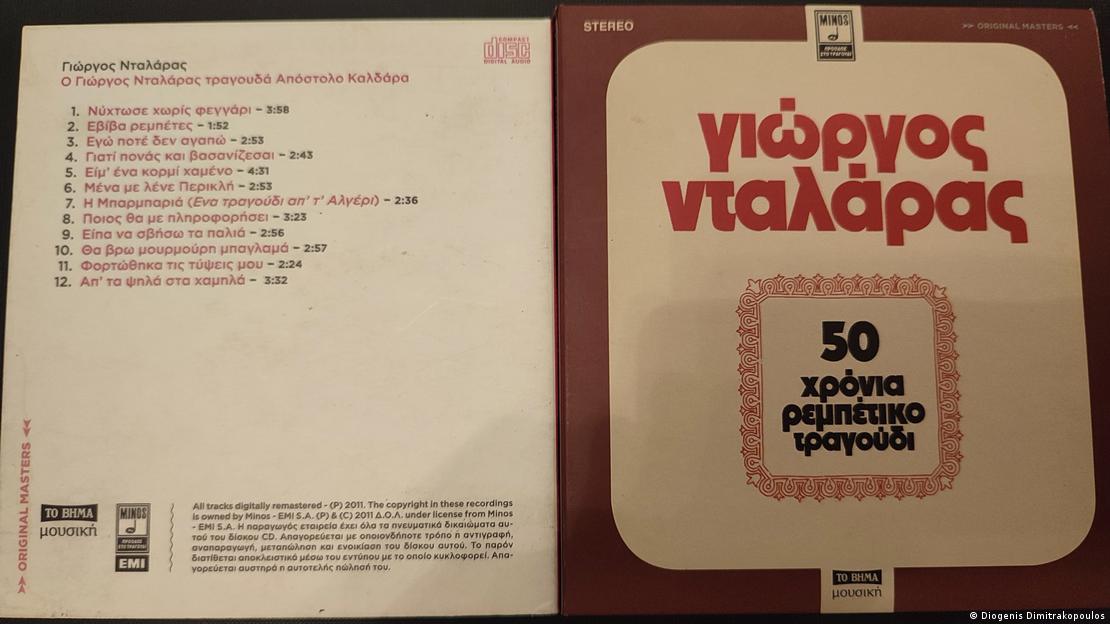 COMPACT
disc
DIGITAL AUDIO
Γιώργος Νταλάρας
Ο Γιώργος Νταλάρας τραγουδά Απόστολο Καλδάρα
1. Νύχτωσε χωρίς φεγγάρι – 3:58
2. Εβίβα ρεμπέτες – 1:52
3. Εγώ ποτέ δεν αγαπώ – 2:53
4. Γιατί πονάς και βασανίζεσαι – 2:43
5. Είμ’ ένα κορμί χαμένο – 4:31
6. Μένα με λένε Περικλή – 2:53
7. Η Μπαρμπαριά (Ενα τραγούδι απ’ τ’ Αλγέρι) – 2:36
8. Ποιος θα με πληροφορήσει – 3:23
9. Είπα να σβήσω τα παλιά – 2:56
10. Θα βρω μουρμούρη μπαγλαμά – 2:57
11. Φορτώθηκα τις τύψεις μου – 2:24
12. Απ’ τα ψηλά στα χαμηλά – 3:32
>> ORIGINAL MASTERS <<
ΤΟ ΒΗΜΑ
μουσική
MINOS
ΠΡΟΣΦΕΡΕ
ΕΝΑ ΤΡΑΓΟΥΔΙ
EMI
All tracks digitally remastered - (P) 2011. The copyright in these recordings
is owned by Minos - EMI S.A. (P) & (C) 2011 Δ.Ο.Λ. under license from Minos
- EMI S.A. Η παραγωγός εταιρεία έχει όλα τα πνευματικά δικαιώματα αυ-
τού του δίσκου CD. Απαγορεύεται με οποιονδήποτε τρόπο η αντιγραφή,
αναπαραγωγή, μεταπώληση και ενοικίαση του δίσκου αυτού. Το παρόν
διατίθεται αποκλειστικά μέσω του εντύπου με το οποίο κυκλοφορεί. Απα-
γορεύεται αυστηρά η αυτοτελής πώλησή του.
STEREO
MINOS
>> ORIGINAL MASTERS <<
γιώργος
νταλάρας
50
χρόνια
ρεμπέτικο
τραγούδι
ΤΟ ΒΗΜΑ
μουσική
© Diogenis Dimitrakopoulos